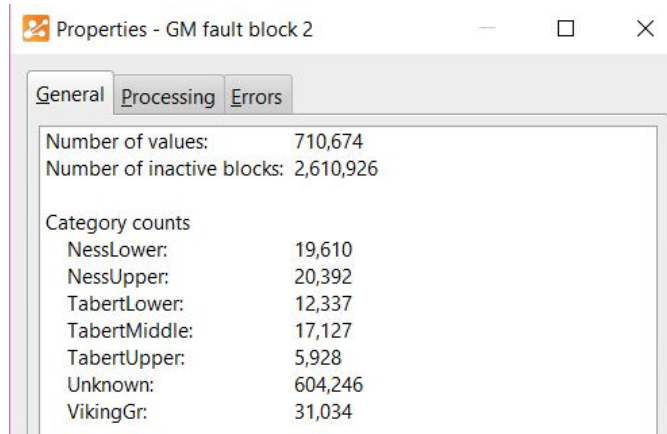 Properties - GM fault block 2
General Processing Errors
Number of values: 710,674
Number of inactive blocks: 2,610,926
Category counts
NessLower: 19,610
NessUpper: 20,392
TabertLower: 12,337
TabertMiddle: 17,127
TabertUpper: 5,928
Unknown: 604,246
VikingGr: 31,034